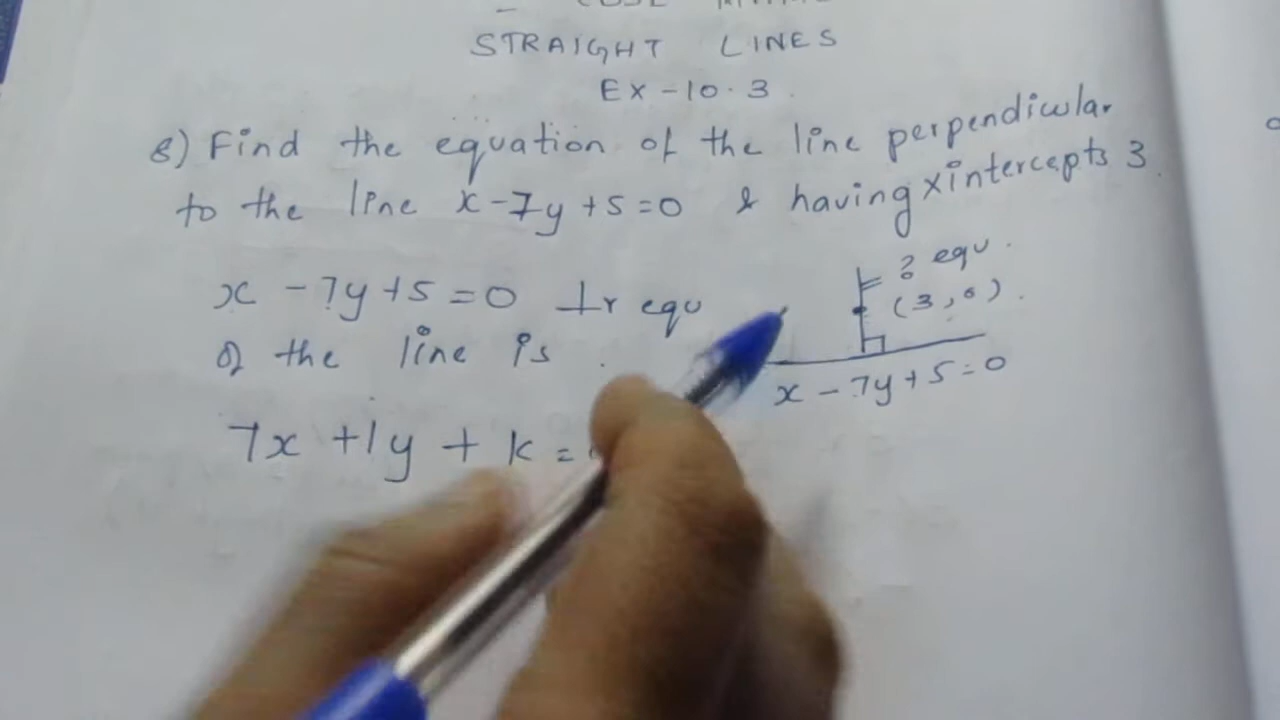 STRAIGHT LINES
EX-10.3.
8) Find the equation of the line perpendicular
to the line x-7y+5=0 & having x intercepts 3.
x -7y+5=0 ⊥r equ
of the line is
7x +1y + k =
? equ.
(3,0).
x-7y+5=0